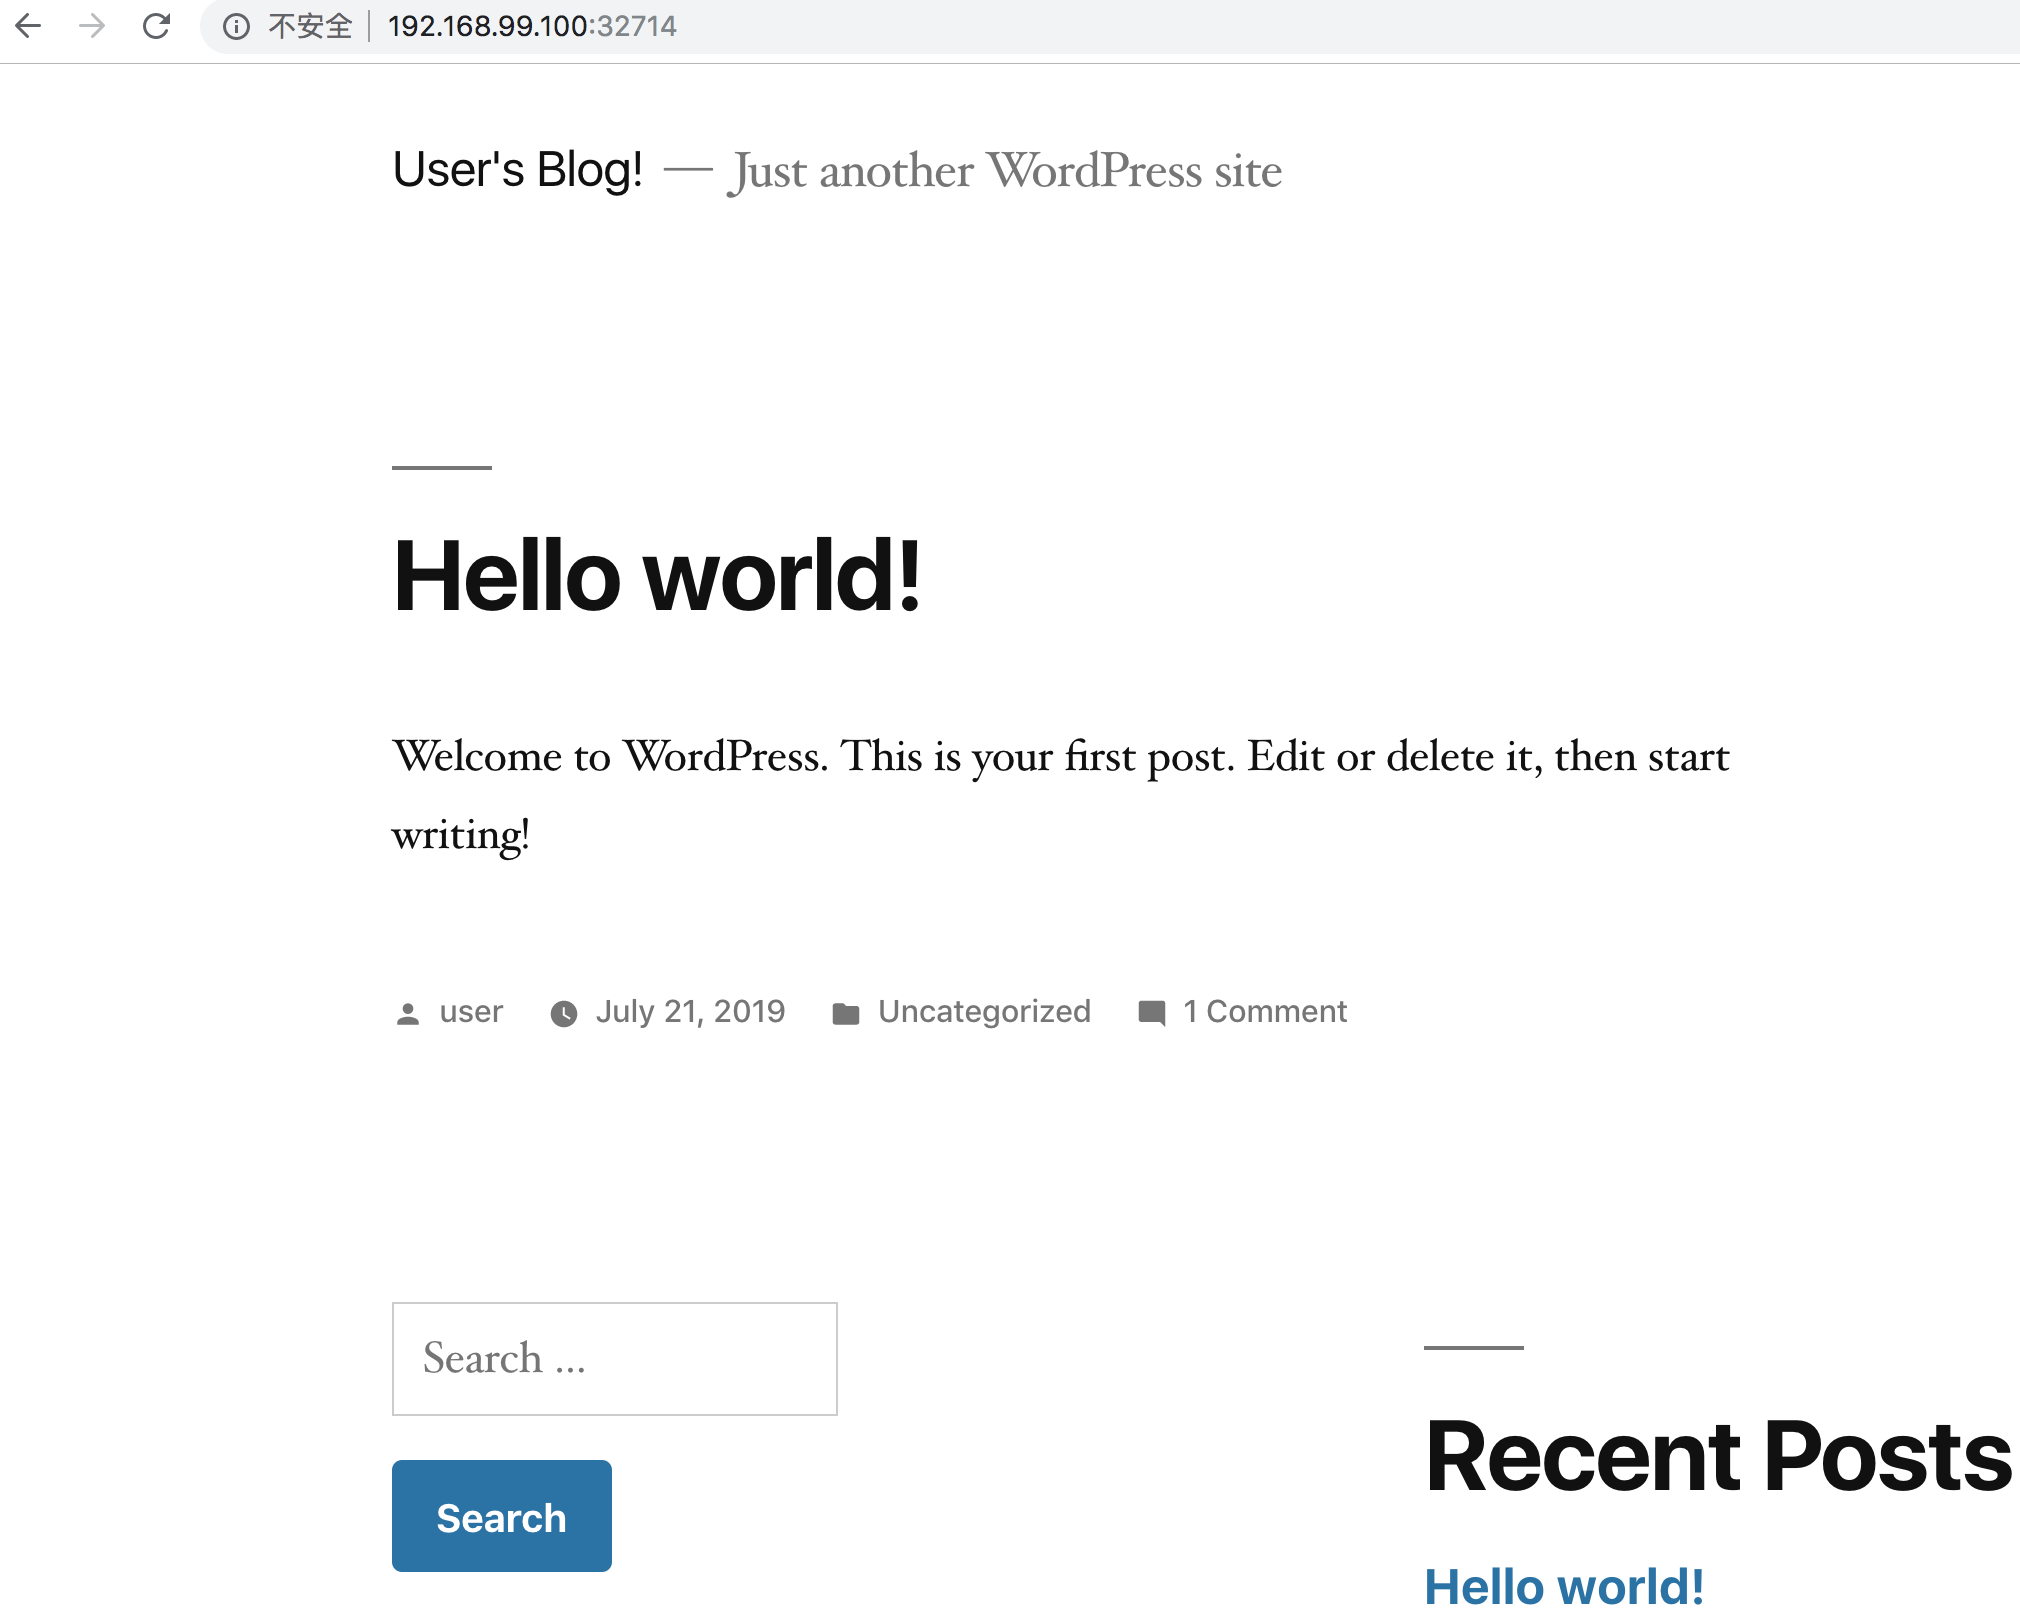 不安全 192.168.99.100:32714
User's Blog! — Just another WordPress site
Hello world!
Welcome to WordPress. This is your first post. Edit or delete it, then start
writing!
user July 21, 2019 Uncategorized 1 Comment
Search ...
Search
Recent Posts
Hello world!